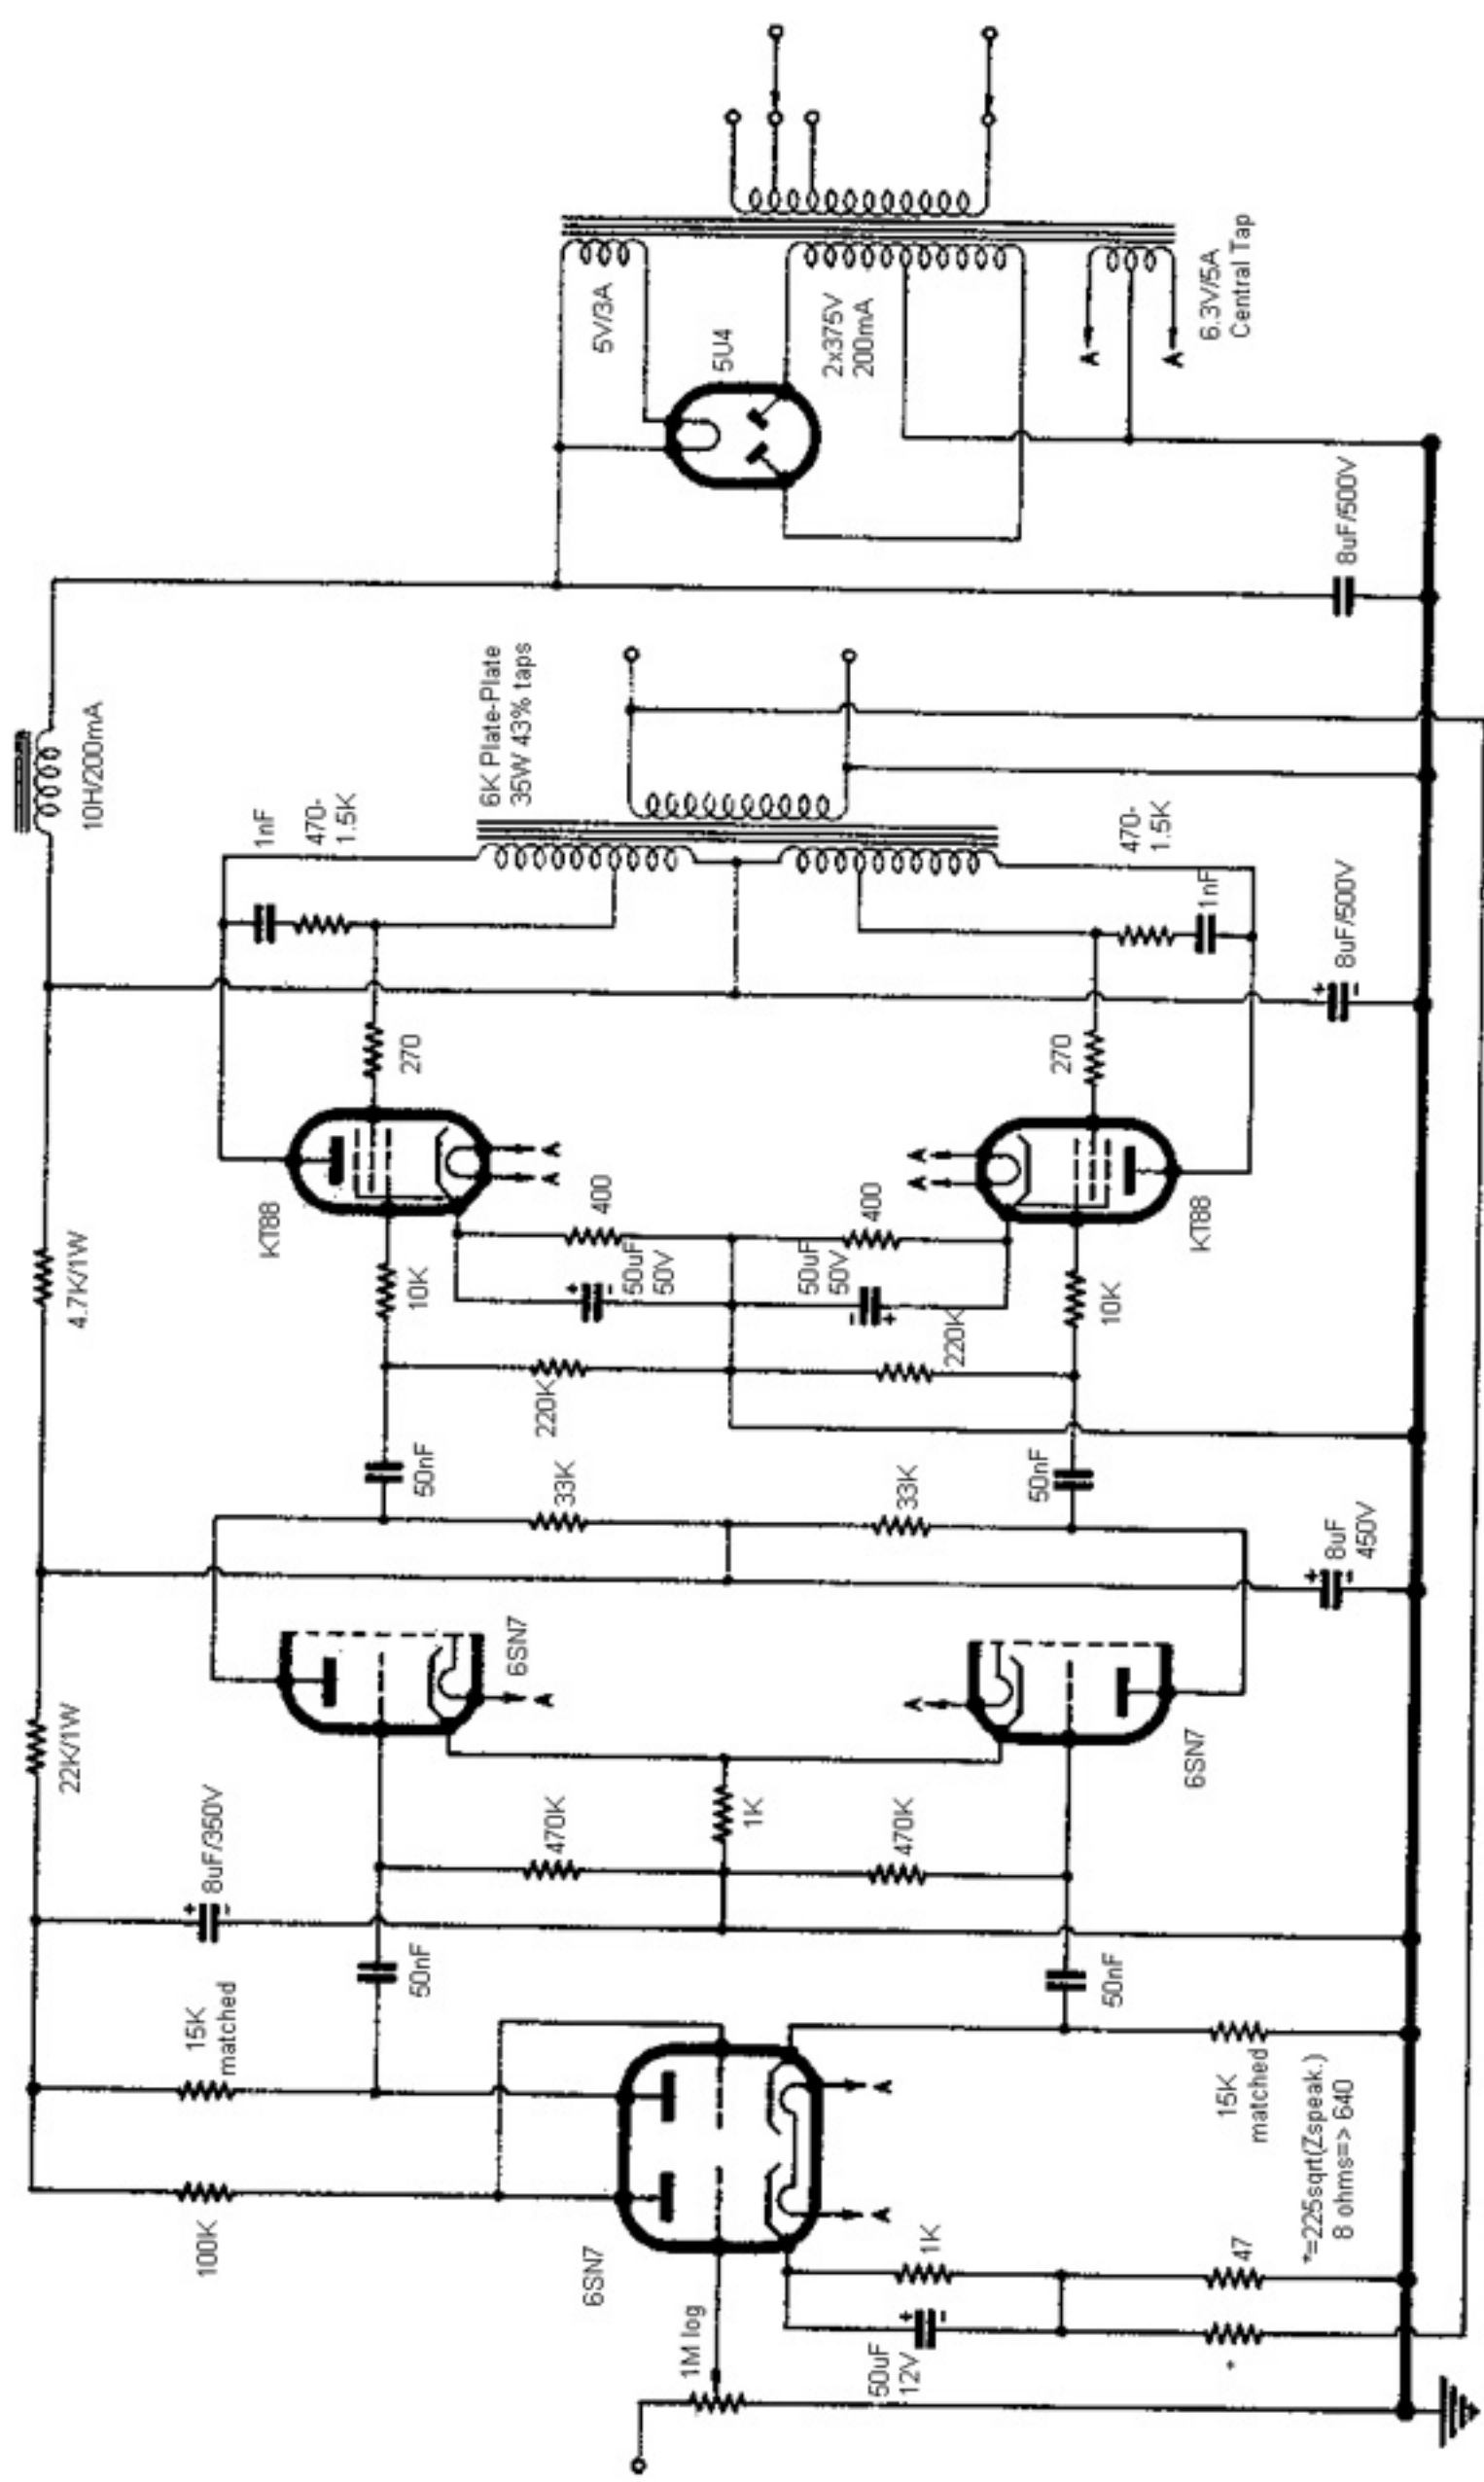 10H/200mA
4.7K/1W
22K/1W
8uF/350V
+
-
15K
matched
100K
6SN7
1M log
50uF
12V
+
-
1K
47
*
*=225sqrt(Zspeak.)
8 ohms=> 640
15K
matched
A
A
50nF
50nF
470K
470K
1K
6SN7
A
6SN7
A
33K
33K
8uF
450V
+
-
50nF
50nF
220K
220K
10K
10K
50uF
50V
+
-
50uF
50V
-
+
400
400
KT88
A
A
KT88
A
A
270
270
1nF
470-
1.5K
1nF
470-
1.5K
8uF/500V
+
-
6K Plate-Plate
35W 43% taps
8uF/500V
5U4
5V/3A
2x375V
200mA
A
A
6.3V/5A
Central Tap